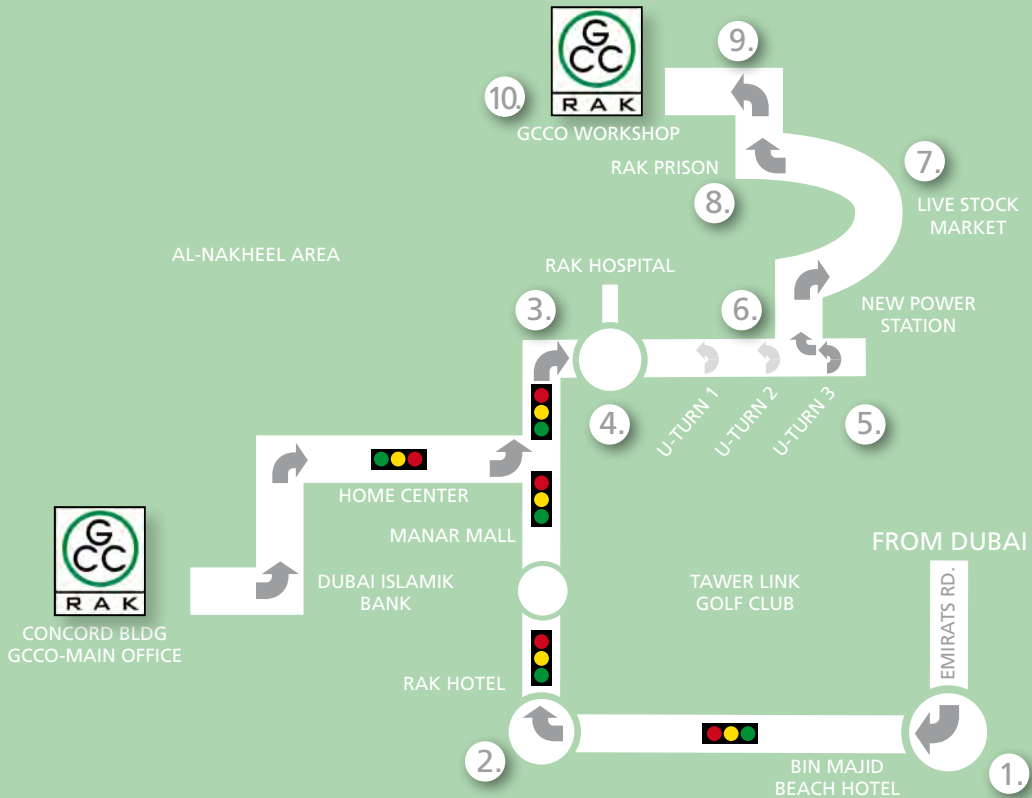 G
CC
RAK
9.
10.
GCCO WORKSHOP
RAK PRISON
7.
8.
LIVE STOCK
MARKET
AL-NAKHEEL AREA
RAK HOSPITAL
3.
6.
NEW POWER
STATION
4.
U-TURN 1
U-TURN 2
U-TURN 3
5.
HOME CENTER
G
CC
RAK
MANAR MALL
FROM DUBAI
DUBAI ISLAMIK
BANK
TAWER LINK
GOLF CLUB
EMIRATS RD.
CONCORD BLDG
GCCO-MAIN OFFICE
RAK HOTEL
2.
BIN MAJID
BEACH HOTEL
1.